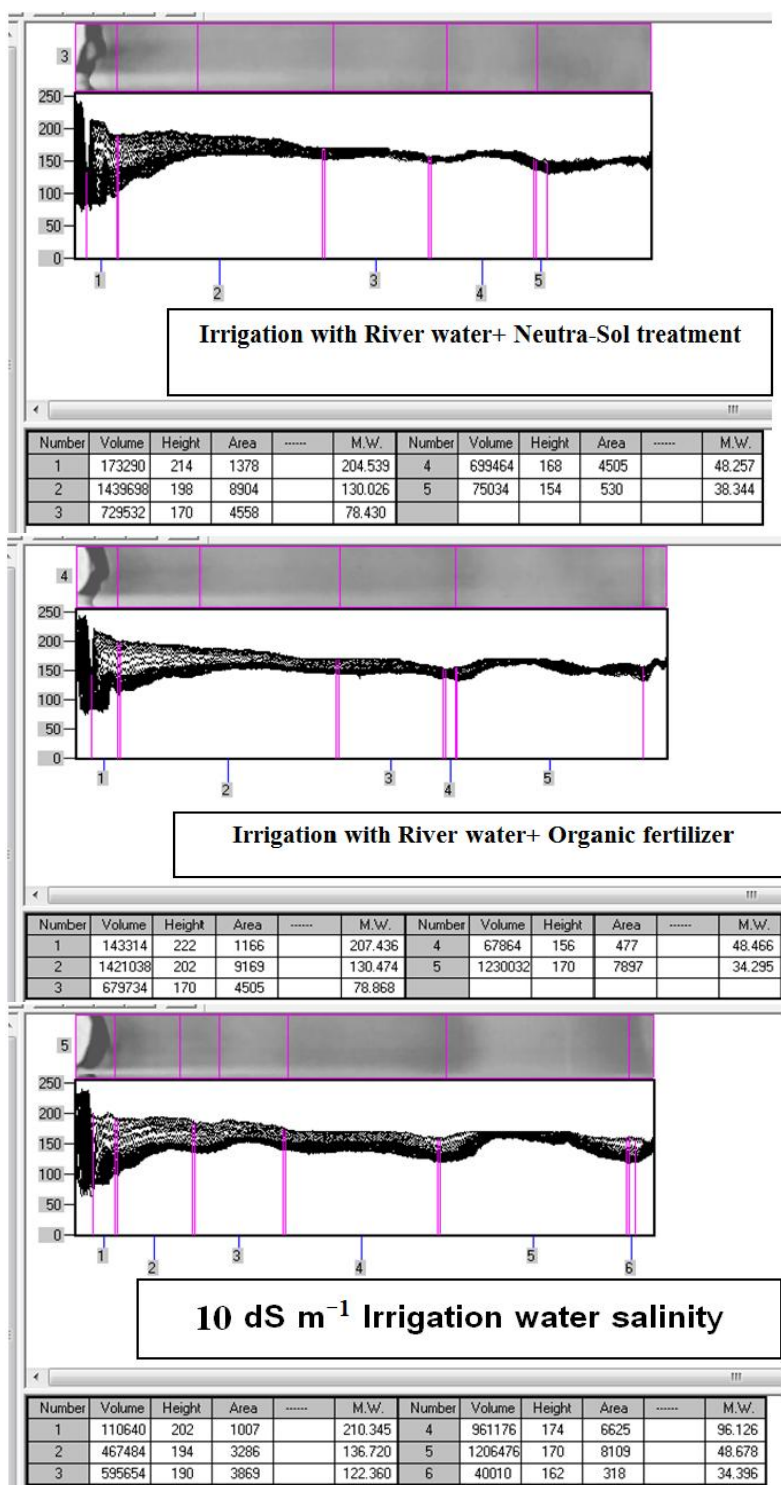 3
250
200
150
100
50
0
1 2 3 4 5
Irrigation with River water+ Neutra-Sol treatment
Number Volume Height Area ------ M.W. Number Volume Height Area ------ M.W.
1 173290 214 1378 204.539 4 699464 168 4505 48.257
2 1439698 198 8904 130.026 5 75034 154 530 38.344
3 729532 170 4558 78.430
4
250
200
150
100
50
0
1 2 3 4 5
Irrigation with River water+ Organic fertilizer
Number Volume Height Area ------ M.W. Number Volume Height Area ------ M.W.
1 143314 222 1166 207.436 4 67864 156 477 48.466
2 1421038 202 9169 130.474 5 1230032 170 7897 34.295
3 679734 170 4505 78.868
5
250
200
150
100
50
0
1 2 3 4 5 6
10 dS m⁻¹ Irrigation water salinity
Number Volume Height Area ------ M.W. Number Volume Height Area ------ M.W.
1 110640 202 1007 210.345 4 961176 174 6625 96.126
2 467484 194 3286 136.720 5 1206476 170 8109 48.678
3 595654 190 3869 122.360 6 40010 162 318 34.396